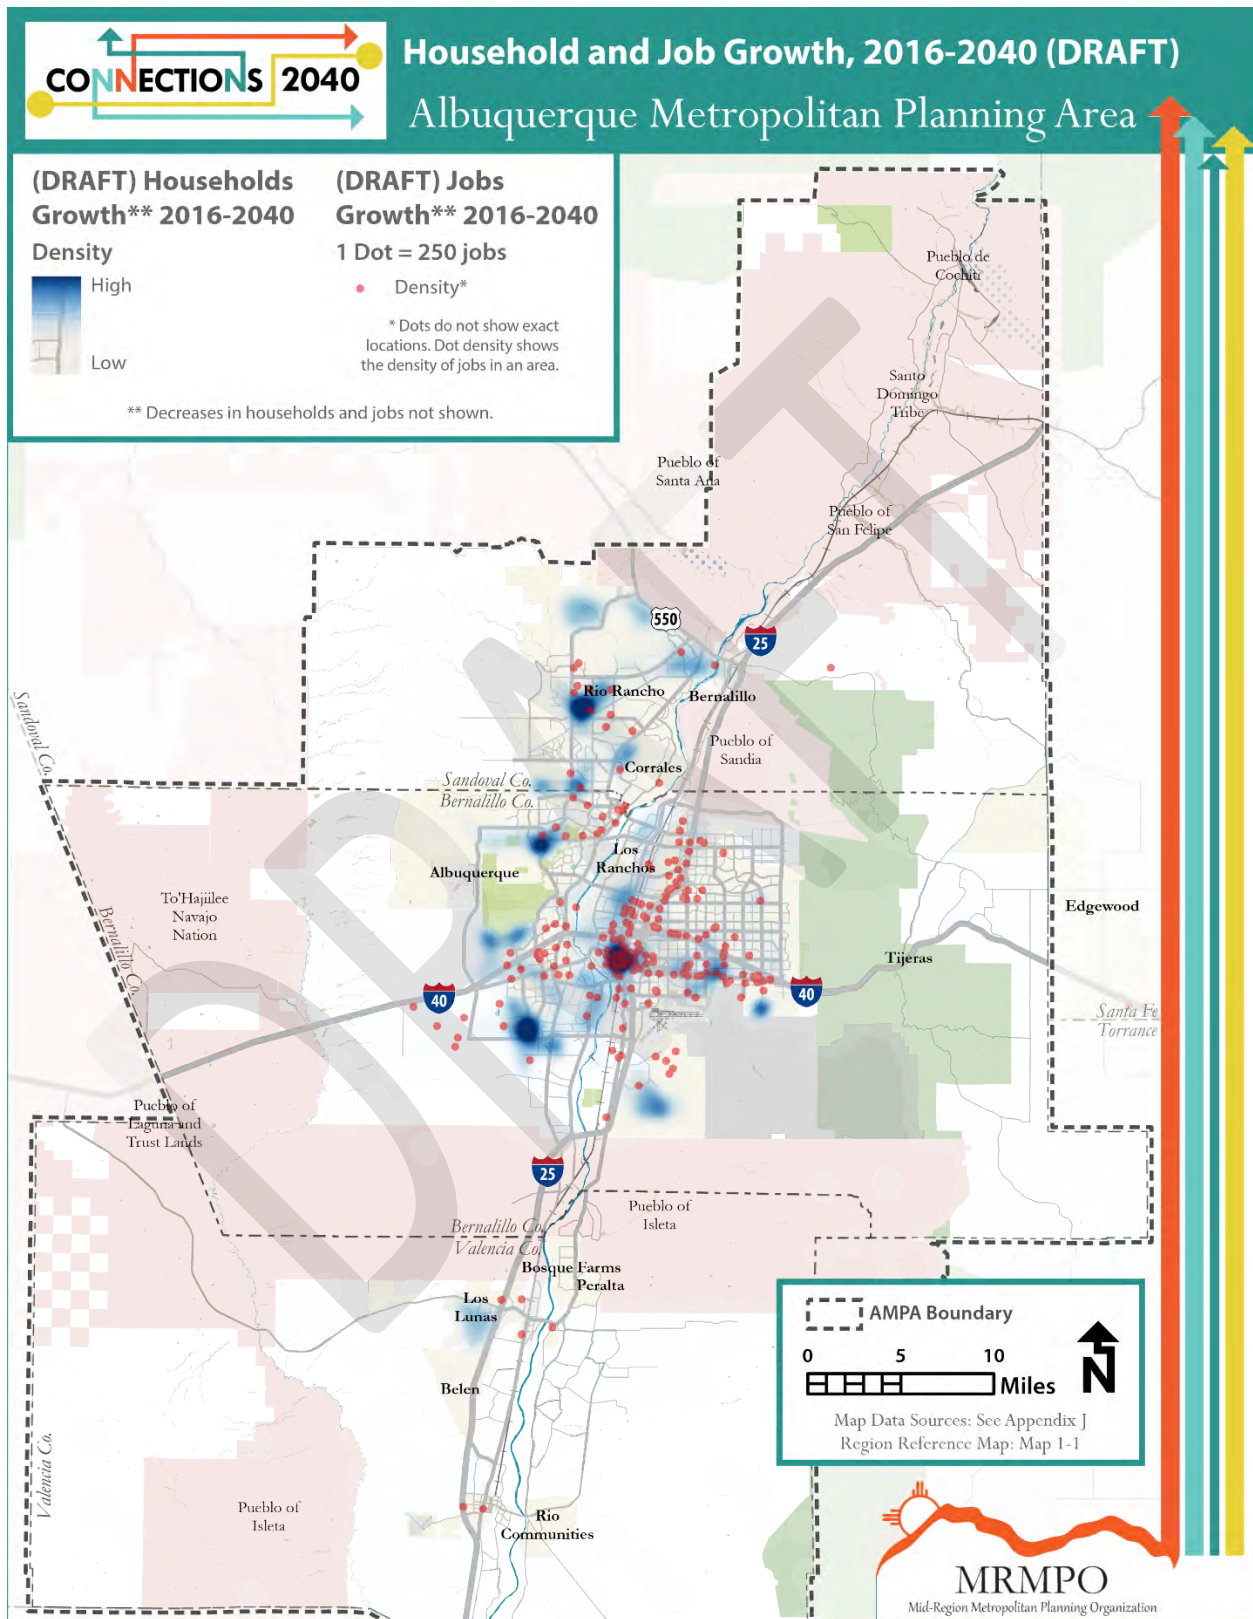 CONNECTIONS 2040
Household and Job Growth, 2016-2040 (DRAFT)
Albuquerque Metropolitan Planning Area
(DRAFT) Households
Growth** 2016-2040
Density
High
Low
(DRAFT) Jobs
Growth** 2016-2040
1 Dot = 250 jobs
Density*
* Dots do not show exact
locations. Dot density shows
the density of jobs in an area.
** Decreases in households and jobs not shown.
DRAFT
Pueblo de
Cochiti
Santo
Domingo
Tribe
Pueblo of
Santa Ana
Pueblo of
San Felipe
550
25
Rio Rancho
Bernalillo
Pueblo of
Sandia
Corrales
Sandoval Co.
Bernalillo Co.
Sandoval Co.
Bernalillo Co.
Los
Ranchos
Albuquerque
To'Hajiilee
Navajo
Nation
Edgewood
Tijeras
40
40
Santa Fe
Torrance
Pueblo of
Laguna and
Trust Lands
25
Pueblo of
Isleta
Bernalillo Co.
Valencia Co.
Bosque Farms
Peralta
Los
Lunas
Belen
Valencia Co.
Pueblo of
Isleta
Rio
Communities
AMPA Boundary
0 5 10
Miles
N
Map Data Sources: See Appendix J
Region Reference Map: Map 1-1
MRMPO
Mid-Region Metropolitan Planning Organization